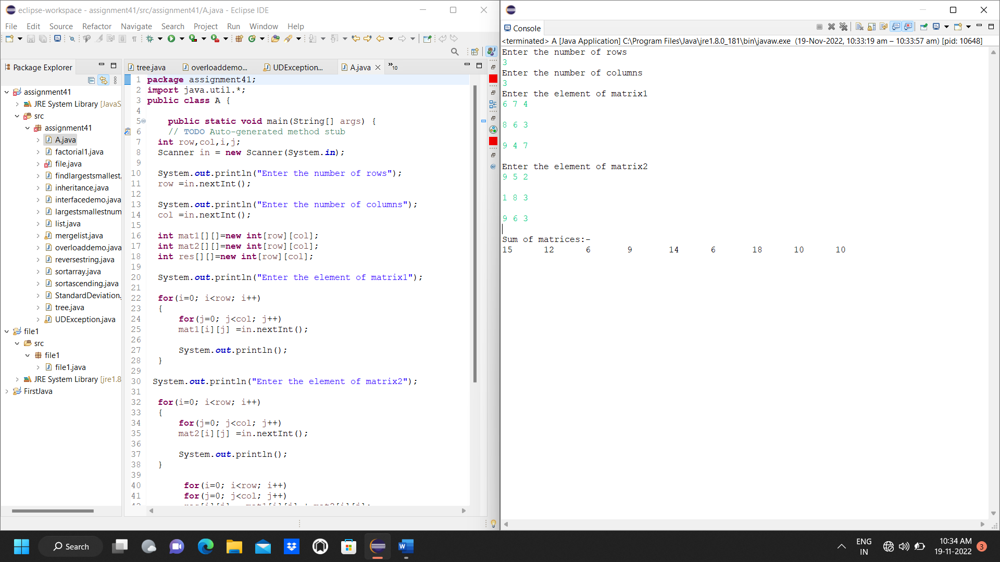 eclipse-workspace - assignment41/src/assignment41/A.java - Eclipse IDE
File Edit Source Refactor Navigate Search Project Run Window Help
Package Explorer
assignment41
JRE System Library [JavaS
src
assignment41
A.java
factorial1.java
file.java
findlargestsmallest.
inheritance.java
interfacedemo.java
largestsmallestnum
list.java
mergelist.java
overloaddemo.java
reversestring.java
sortarray.java
sortascending.java
StandardDeviation.
tree.java
UDException.java
file1
src
file1
file1.java
JRE System Library [jre1.8
FirstJava
tree.java overloaddemo... UDException... A.java »10
1 package assignment41;
2 import java.util.*;
3 public class A {
4
5 public static void main(String[] args) {
6 // TODO Auto-generated method stub
7 int row,col,i,j;
8 Scanner in = new Scanner(System.in);
9
10 System.out.println("Enter the number of rows");
11 row =in.nextInt();
12
13 System.out.println("Enter the number of columns");
14 col =in.nextInt();
15
16 int mat1[][]=new int[row][col];
17 int mat2[][]=new int[row][col];
18 int res[][]=new int[row][col];
19
20 System.out.println("Enter the element of matrix1");
21
22 for(i=0; i<row; i++)
23 {
24 for(j=0; j<col; j++)
25 mat1[i][j] =in.nextInt();
26
27 System.out.println();
28 }
29
30 System.out.println("Enter the element of matrix2");
31
32 for(i=0; i<row; i++)
33 {
34 for(j=0; j<col; j++)
35 mat2[i][j] =in.nextInt();
36
37 System.out.println();
38 }
39
40 for(i=0; i<row; i++)
41 for(j=0; j<col; j++)
Console
<terminated> A [Java Application] C:\Program Files\Java\jre1.8.0_181\bin\javaw.exe (19-Nov-2022, 10:33:19 am – 10:33:57 am) [pid: 10648]
Enter the number of rows
3
Enter the number of columns
3
Enter the element of matrix1
6 7 4
8 6 3
9 4 7
Enter the element of matrix2
9 5 2
1 8 3
9 6 3
Sum of matrices:-
15 12 6 9 14 6 18 10 10
Search
ENG
IN
10:34 AM
19-11-2022
3